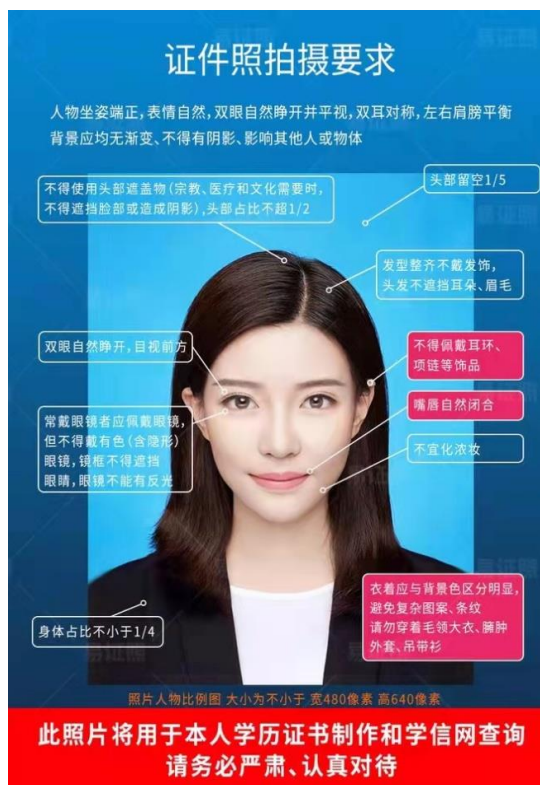 证件照拍摄要求
人物坐姿端正,表情自然,双眼自然睁开并平视,双耳对称,左右肩膀平衡
背景应均无渐变、不得有阴影、影响其他人或物体
头部留空1/5
不得使用头部遮盖物(宗教、医疗和文化需要时,
不得遮挡脸部或造成阴影),头部占比不超1/2
发型整齐不戴发饰,
头发不遮挡耳朵、眉毛
双眼自然睁开,目视前方
不得佩戴耳环、
项链等饰品
嘴唇自然闭合
常戴眼镜者应佩戴眼镜,
但不得戴有色(含隐形)
眼镜,镜框不得遮挡
眼睛,眼镜不能有反光
不宜化浓妆
衣着应与背景色区分明显,
避免复杂图案、条纹
请勿穿着毛领大衣、臃肿
外套、吊带衫
身体占比不小于1/4
照片人物比例图 大小为不小于 宽480像素 高640像素
此照片将用于本人学历证书制作和学信网查询
请务必严肃、认真对待